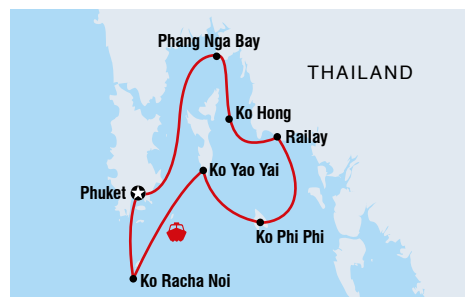 Phang Nga Bay
THAILAND
Ko Hong
Railay
Ko Yao Yai
Phuket
Ko Phi Phi
Ko Racha Noi